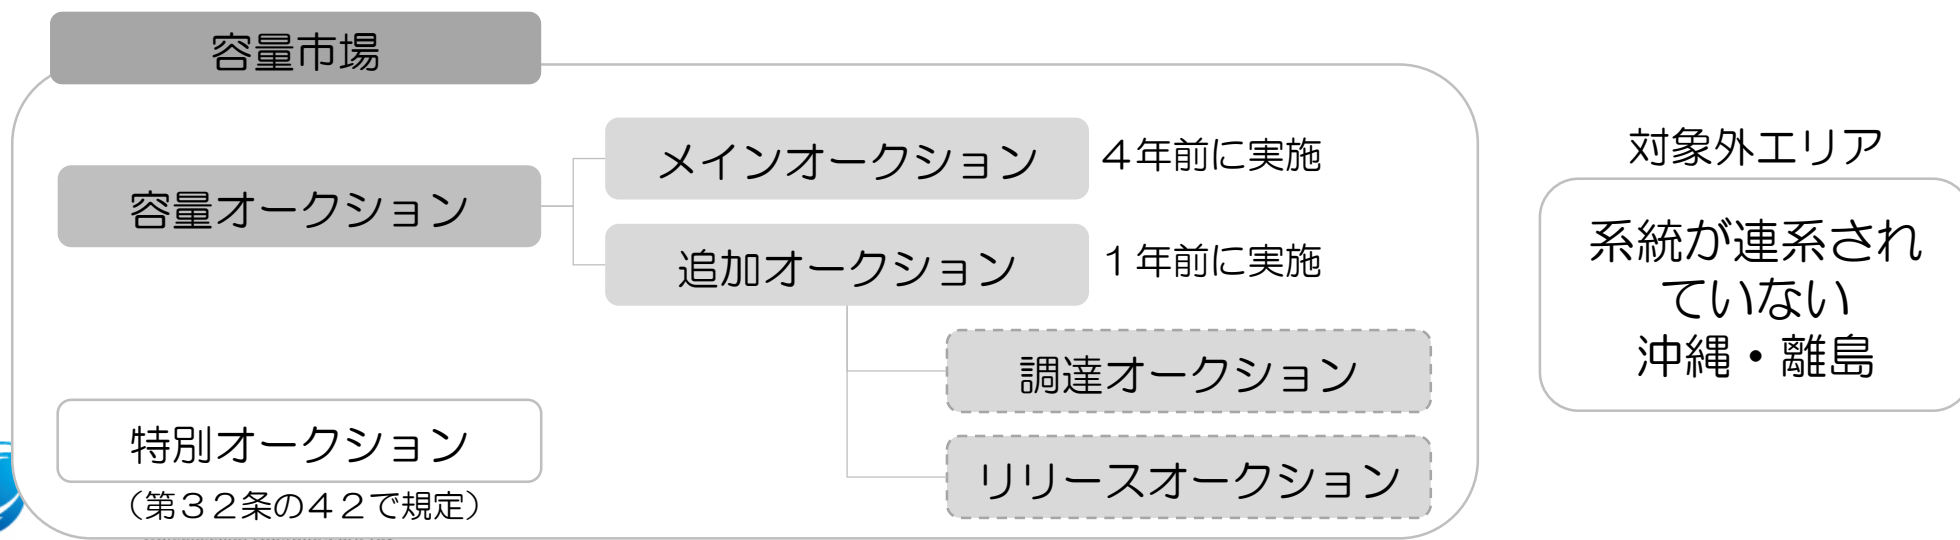 容量市場
メインオークション
４年前に実施
容量オークション
追加オークション
１年前に実施
調達オークション
リリースオークション
特別オークション
（第３２条の４２で規定）
対象外エリア
系統が連系され
ていない
沖縄・離島